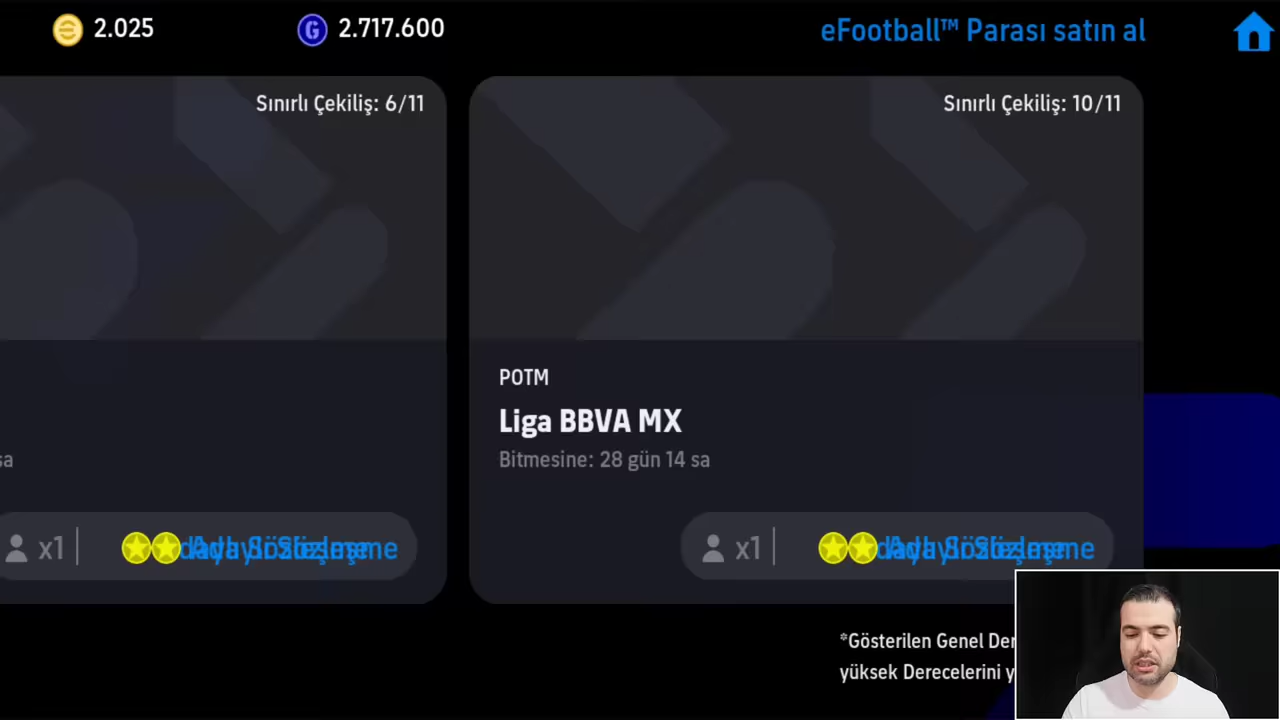 2.025
2.717.600
eFootball™ Parası satın al
Sınırlı Çekiliş: 6/11
Sınırlı Çekiliş: 10/11
POTM
Liga BBVA MX
sa
Bitmesine: 28 gün 14 sa
x1
x1
*Gösterilen Genel Der
yüksek Derecelerini y